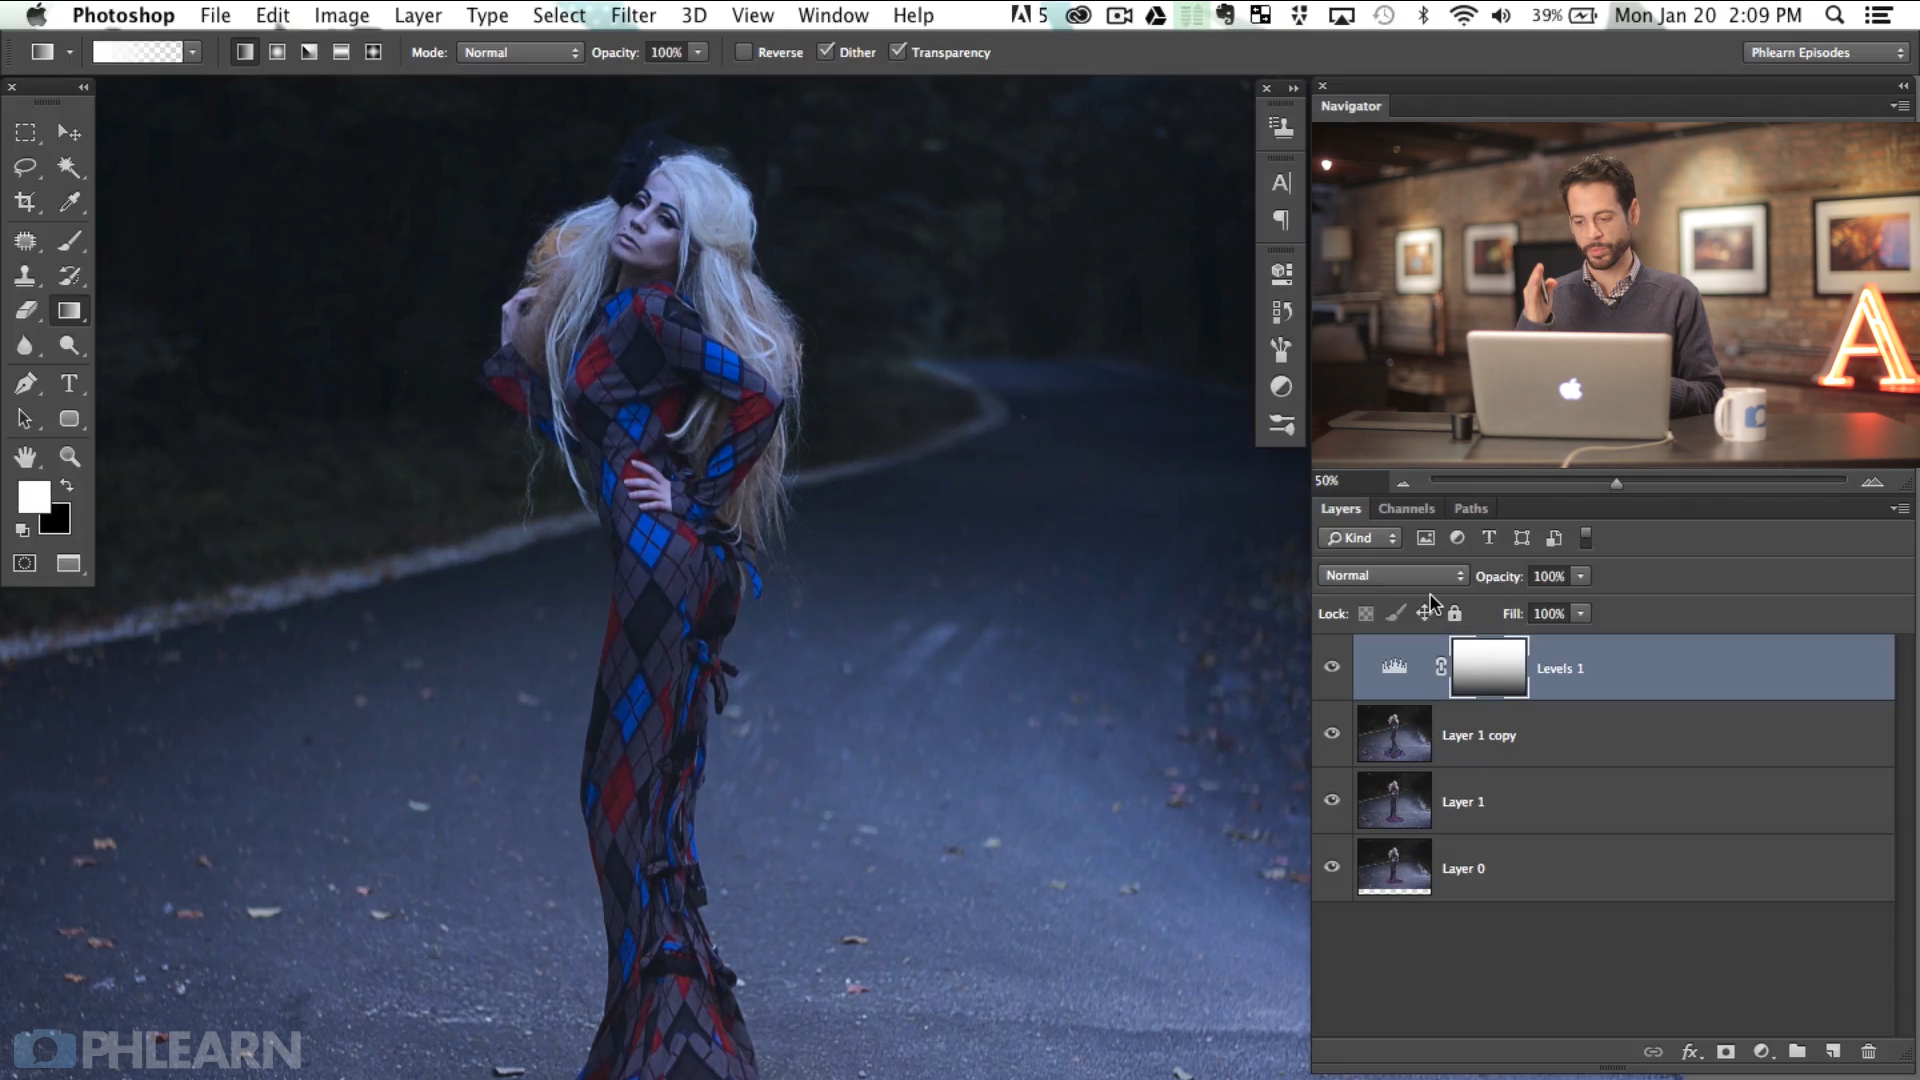 Photoshop File Edit Image Layer Type Select Filter 3D View Window Help 5 39% Mon Jan 20 2:09 PM
Mode: Normal Opacity: 100% Reverse Dither Transparency Phlearn Episodes
Navigator
A
50%
Layers Channels Paths
Kind
Normal Opacity: 100%
Lock: Fill: 100%
Levels 1
Layer 1 copy
Layer 1
Layer 0
fx
PHLEARN